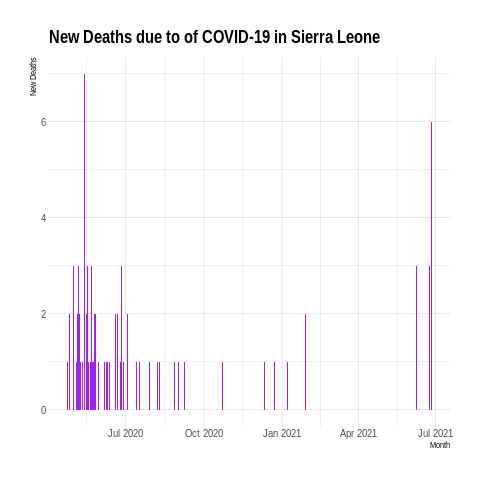 New Deaths due to of COVID-19 in Sierra Leone
New Deaths
6
4
2
0
Jul 2020 Oct 2020 Jan 2021 Apr 2021 Jul 2021
Month